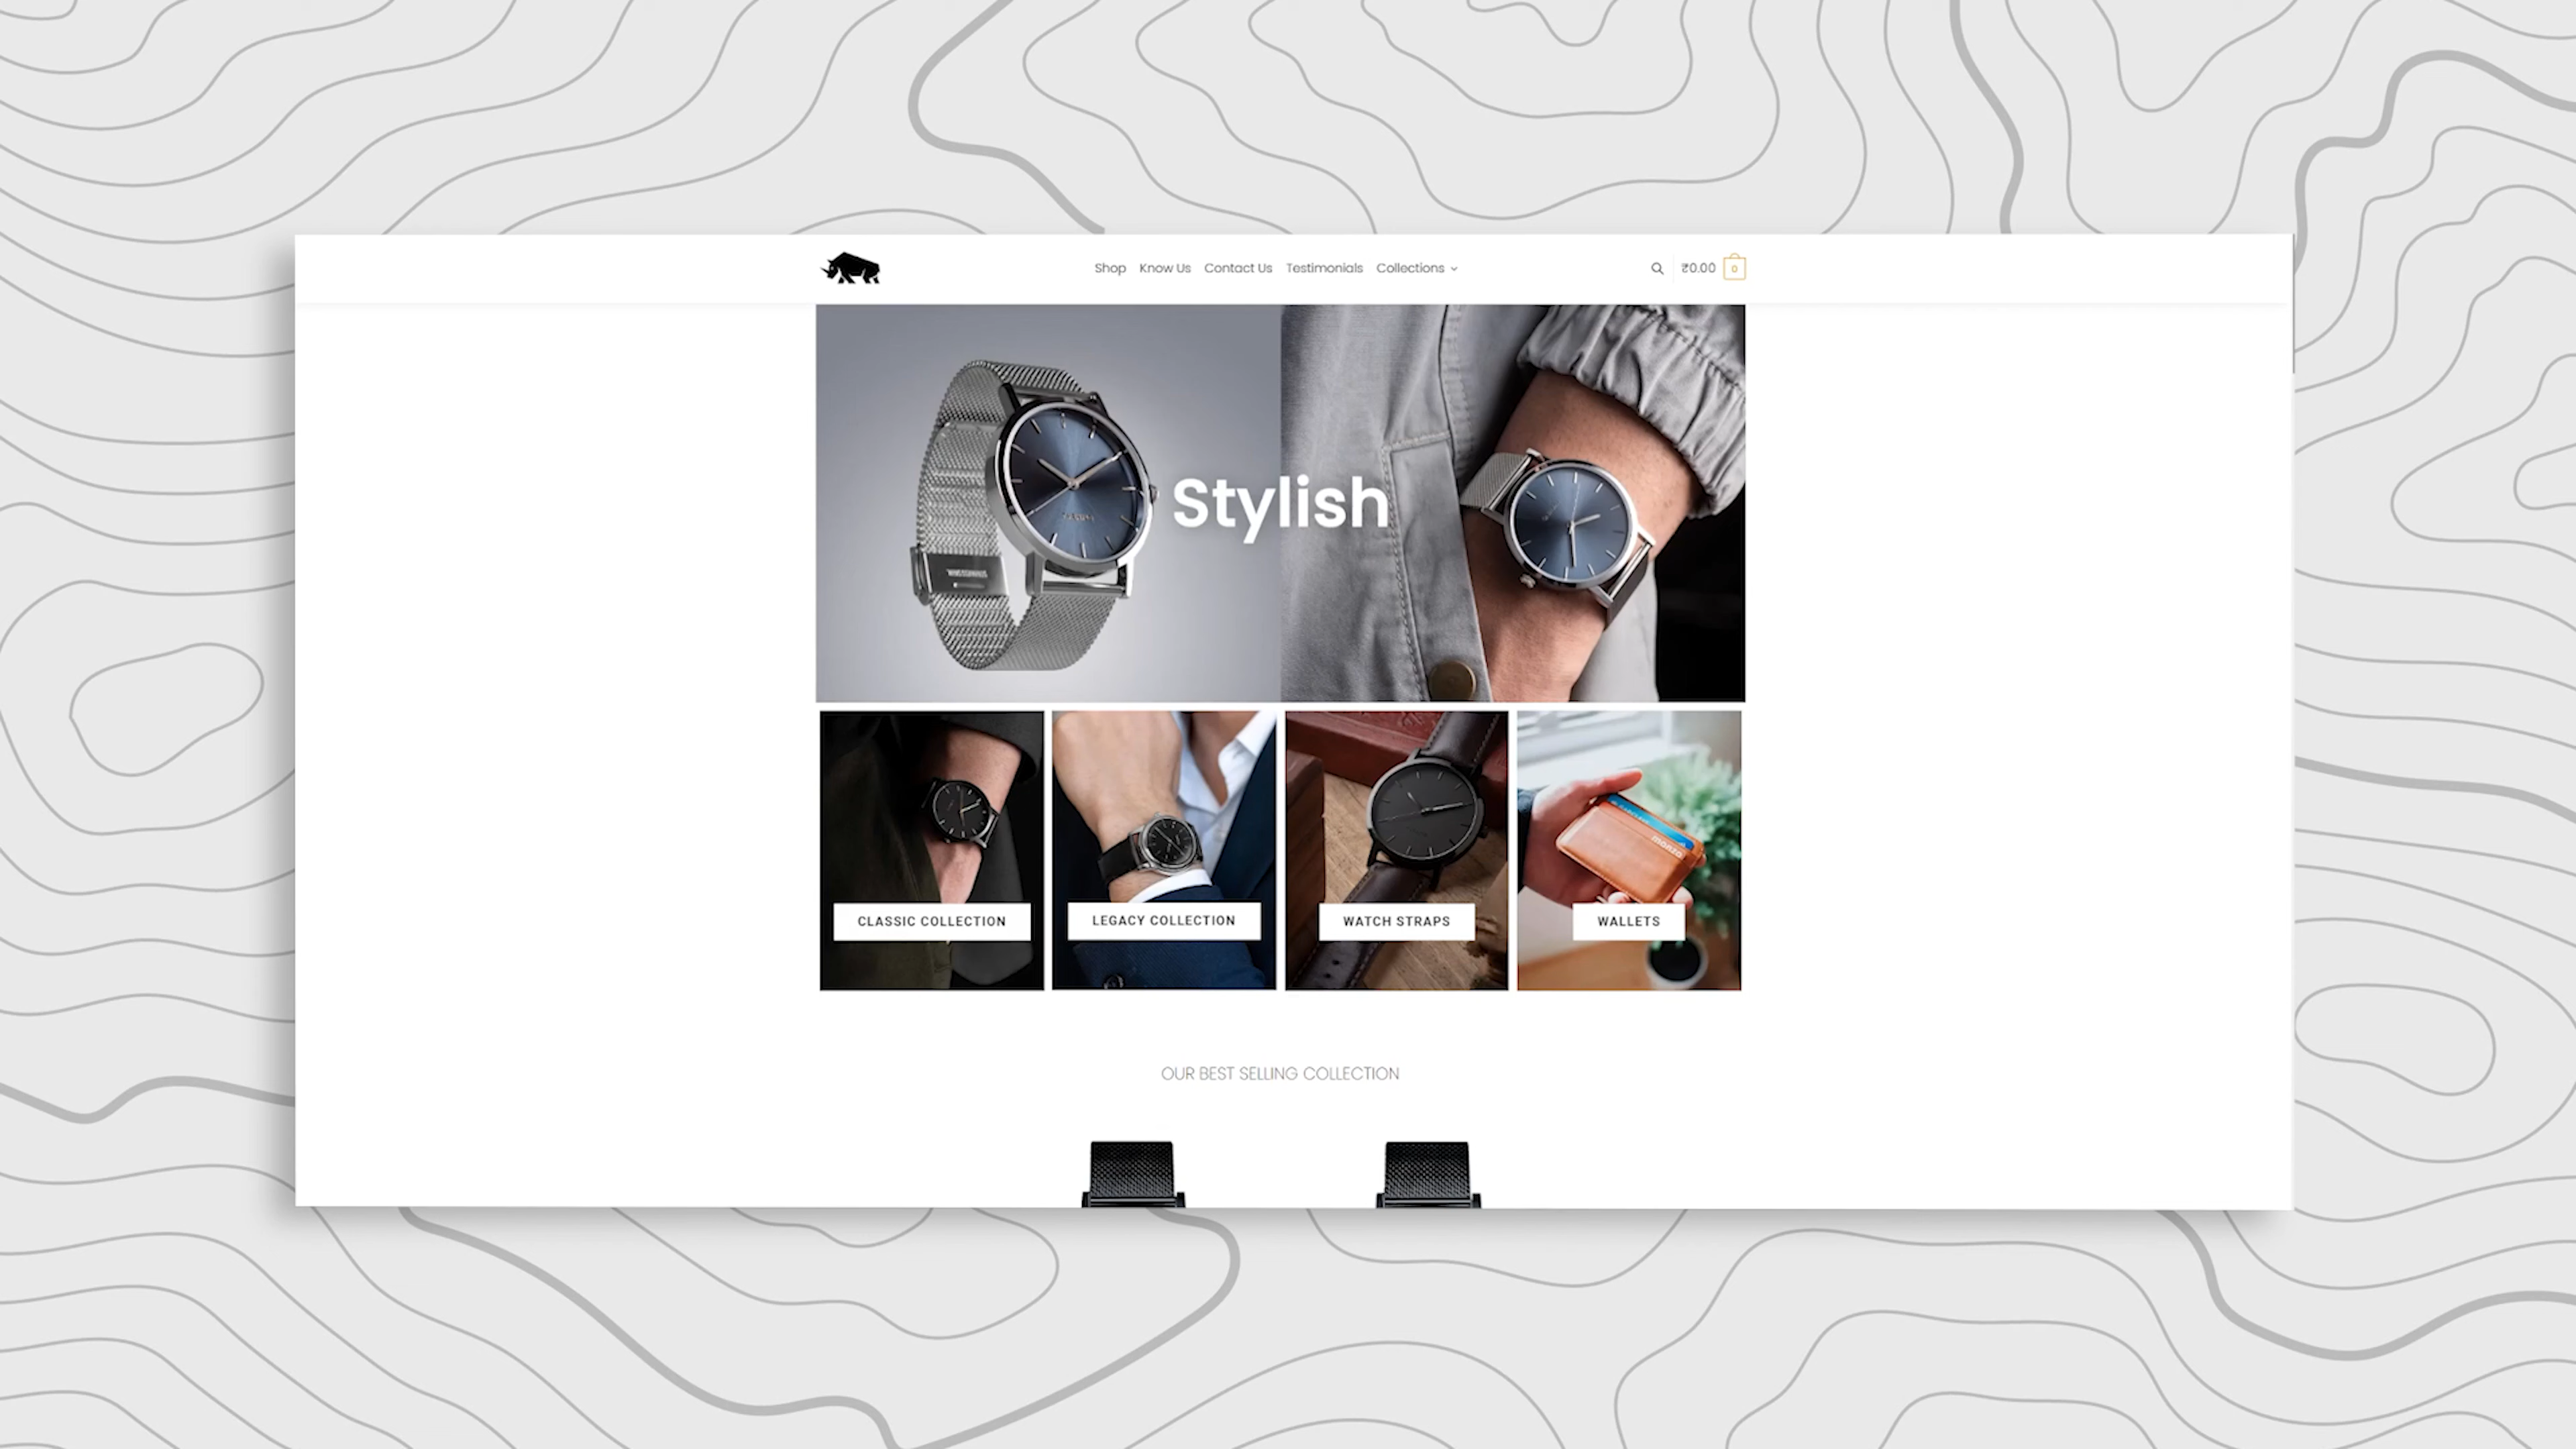 Shop Know Us Contact Us Testimonials Collections
₹0.00 0
Stylish
CLASSIC COLLECTION
LEGACY COLLECTION
WATCH STRAPS
WALLETS
monzo
OUR BEST SELLING COLLECTION